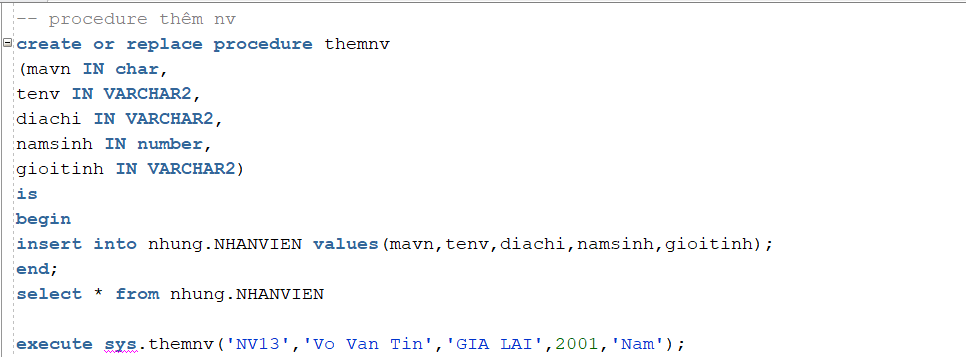 -- procedure thêm nv
create or replace procedure themnv
(mavn IN char,
tenv IN VARCHAR2,
diachi IN VARCHAR2,
namsinh IN number,
gioitinh IN VARCHAR2)
is
begin
insert into nhung.NHANVIEN values(mavn,tenv,diachi,namsinh,gioitinh);
end;
select * from nhung.NHANVIEN
execute sys.themnv('NV13','Vo Van Tin','GIA LAI',2001,'Nam');